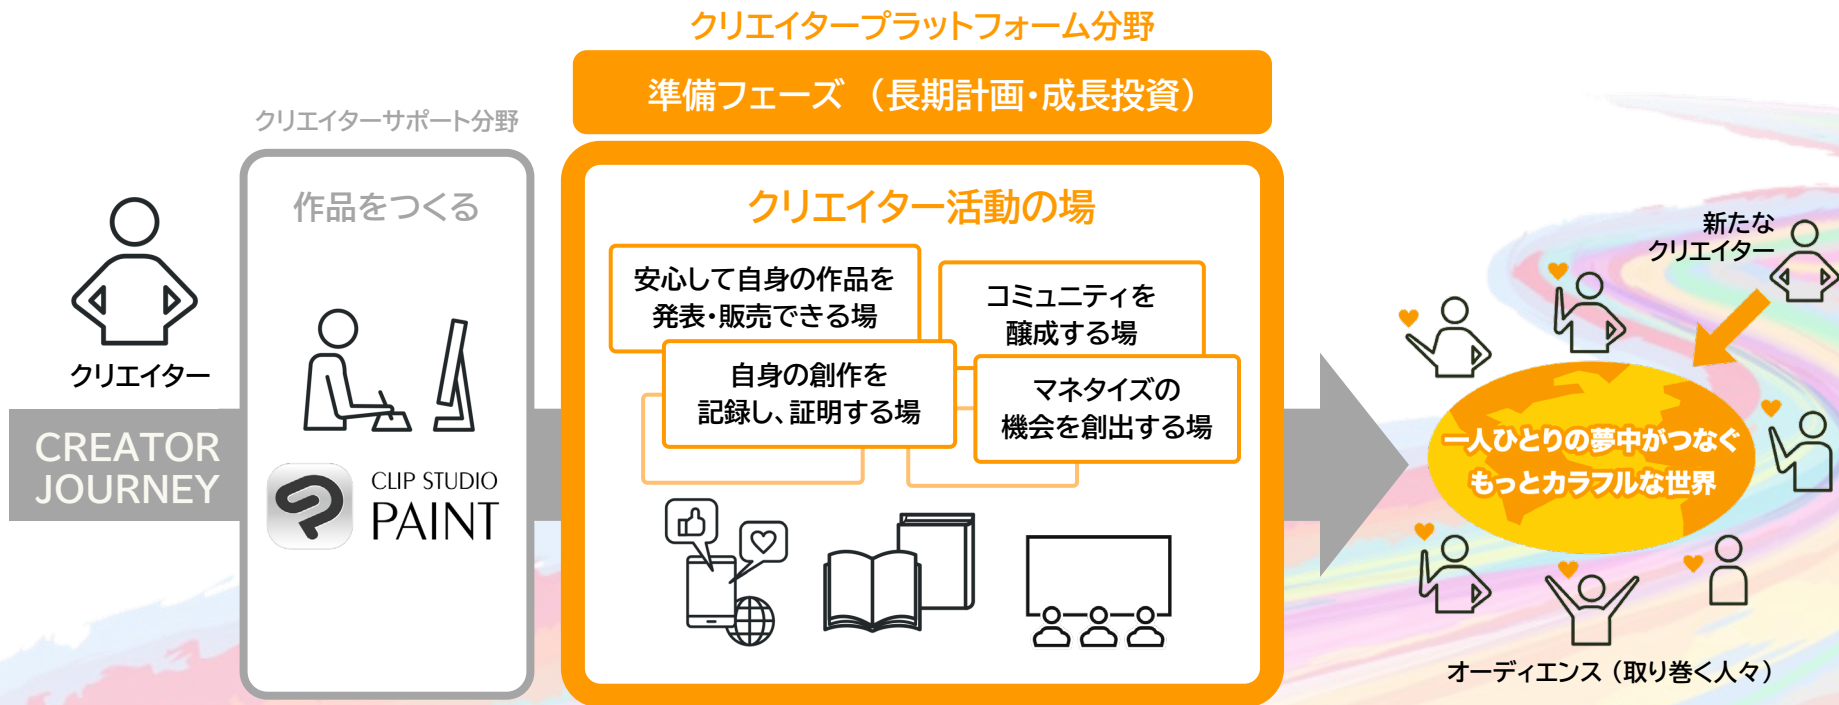 クリエイタープラットフォーム分野
準備フェーズ （長期計画・成長投資）
クリエイターサポート分野
作品をつくる
クリエイター
CREATOR
JOURNEY
CLIP STUDIO
PAINT
クリエイター活動の場
安心して自身の作品を
発表・販売できる場
コミュニティを
醸成する場
自身の創作を
記録し、証明する場
マネタイズの
機会を創出する場
新たな
クリエイター
一人ひとりの夢中がつなぐ
もっとカラフルな世界
オーディエンス（取り巻く人々）